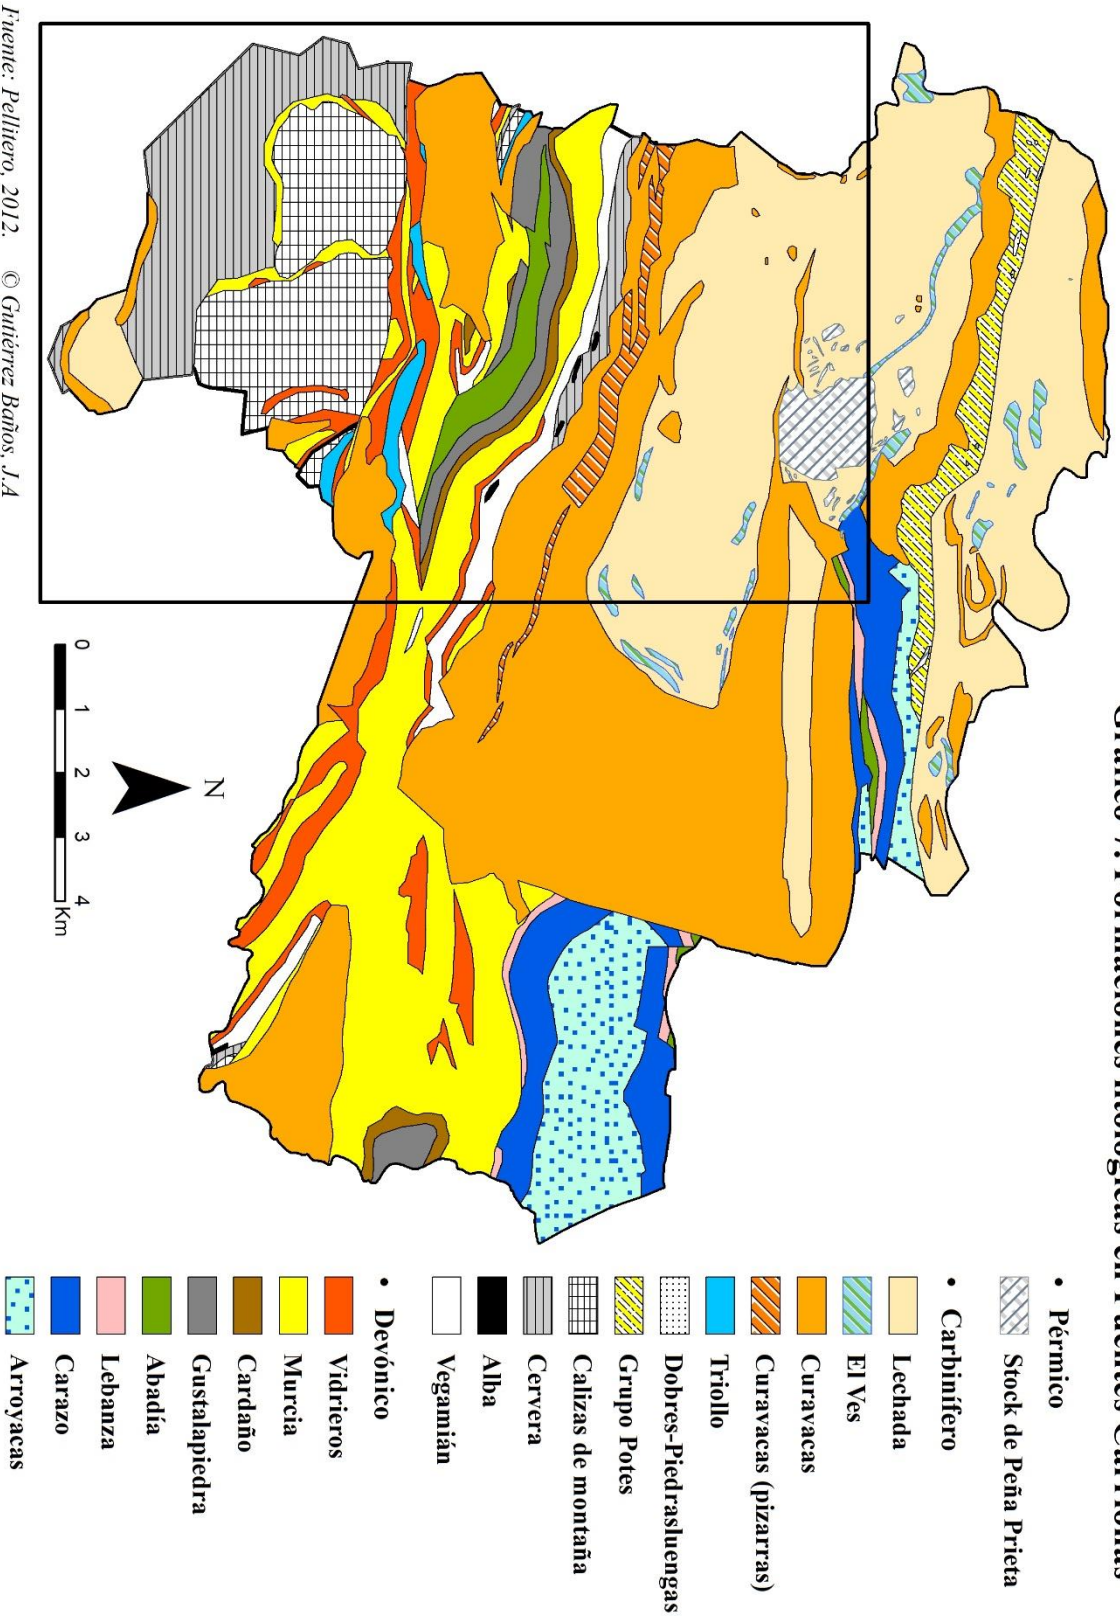 Gráfico 7. Formaciones litológicas en Fuentes Carrionas
• Pérmico
Stock de Peña Prieta
• Carbinífero
Lechada
El Ves
Curavacas
Curavacas (pizarras)
Triollo
Dobres-Piedrasluengas
Grupo Potes
Calizas de montaña
Cervera
Alba
Vegamián
• Devónico
Vidrieros
Murcia
Cardaño
Gustalapiedra
Abadía
Lebanza
Carazo
Arroyacas
N
0 1 2 3 4
Km
Fuente: Pellitero, 2012. © Gutiérrez Baños, J.A